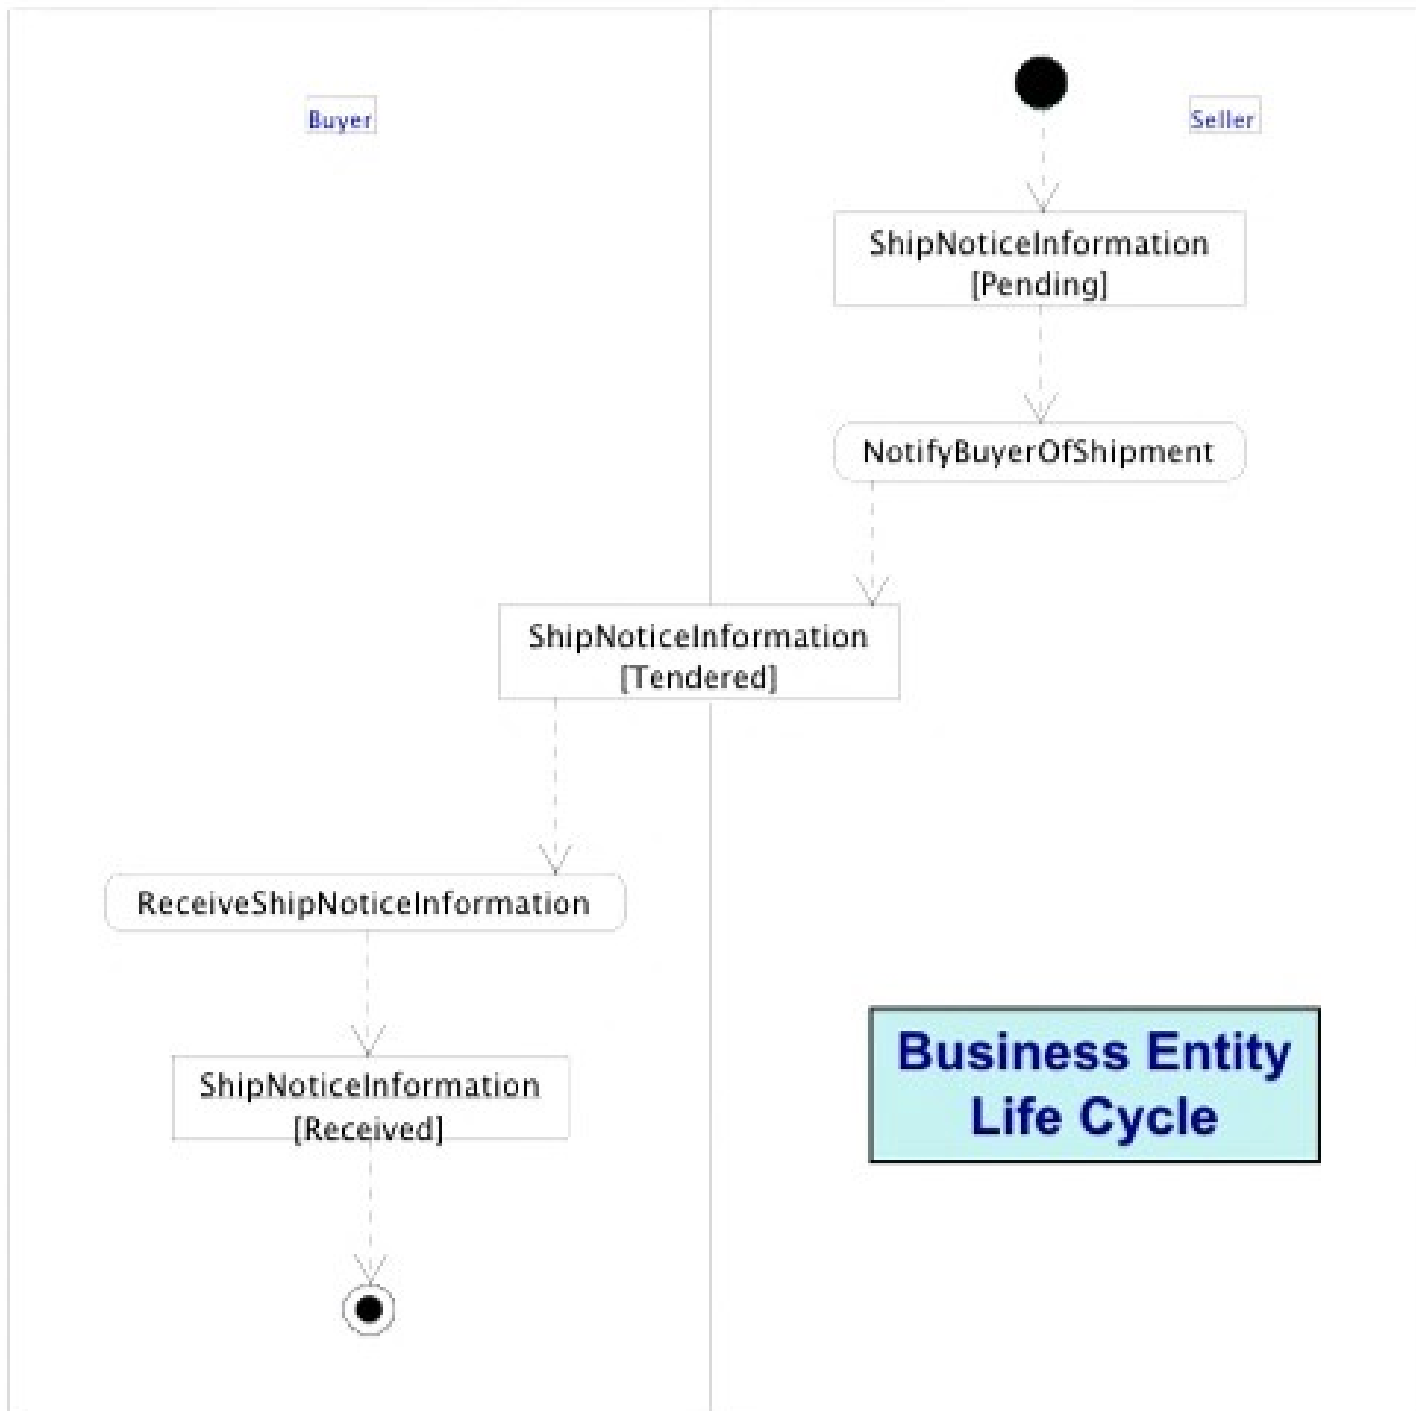 Buyer
Seller
ShipNoticeInformation
[Pending]
NotifyBuyerOfShipment
ShipNoticeInformation
[Tendered]
ReceiveShipNoticeInformation
ShipNoticeInformation
[Received]
Business Entity
Life Cycle